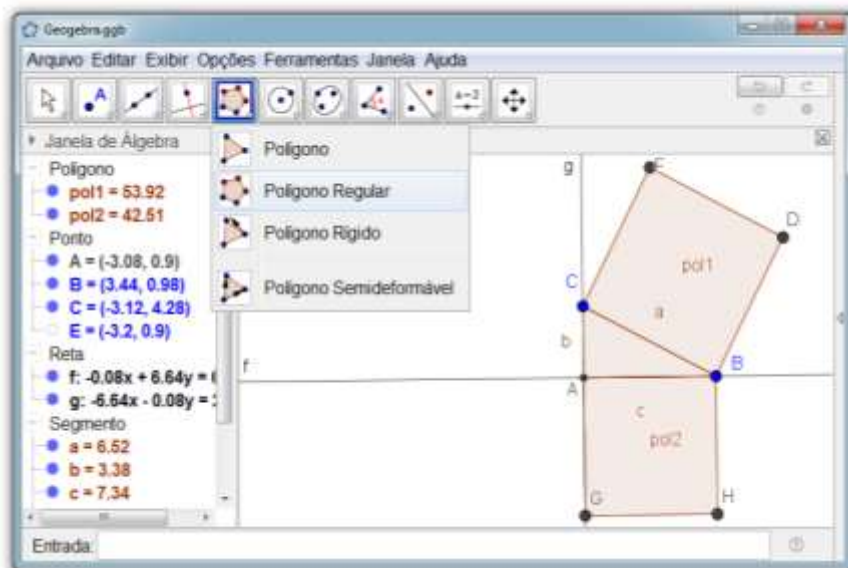 Geogebra.ggb
Arquivo Editar Exibir Opções Ferramentas Janela Ajuda
A
a=2
Janela de Álgebra
Polígono
pol1 = 53.92
pol2 = 42.51
Ponto
A = (-3.08, 0.9)
B = (3.44, 0.98)
C = (-3.12, 4.28)
E = (-3.2, 0.9)
Reta
f: -0.08x + 6.64y =
g: -6.64x - 0.08y =
Segmento
a = 6.52
b = 3.38
c = 7.34
Polígono
Polígono Regular
Polígono Rígido
Polígono Semideformável
g
D
pol1
C
a
b
f
B
A
c
pol2
G
H
Entrada: